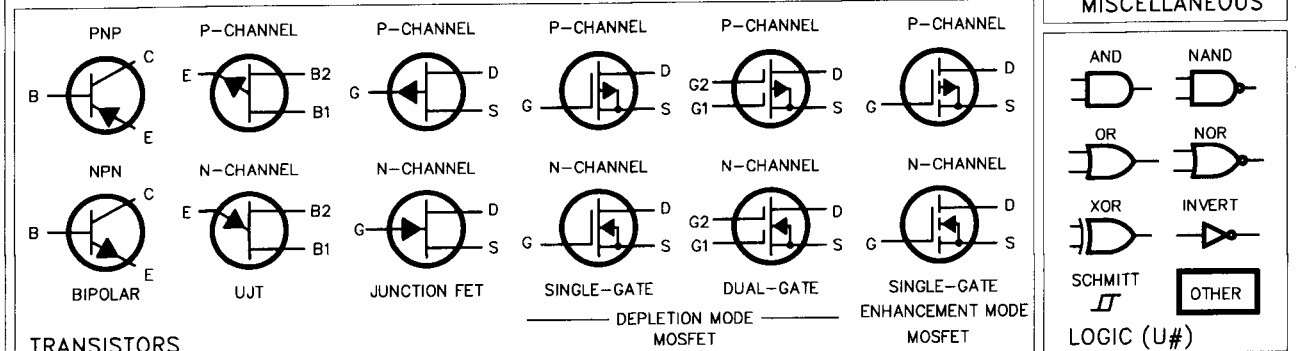 MISCELLANEOUS
PNP P-CHANNEL P-CHANNEL P-CHANNEL P-CHANNEL P-CHANNEL
C
B
E
E B2
B1
G D
S
G D
S
G2
G1 D
S
G D
S
NPN N-CHANNEL N-CHANNEL N-CHANNEL N-CHANNEL N-CHANNEL
C
B
E
E B2
B1
G D
S
G D
S
G2
G1 D
S
G D
S
BIPOLAR UJT JUNCTION FET SINGLE-GATE DUAL-GATE SINGLE-GATE
DEPLETION MODE ENHANCEMENT MODE
MOSFET MOSFET
TRANSISTORS
AND NAND
OR NOR
XOR INVERT
SCHMITT OTHER
LOGIC (U#)